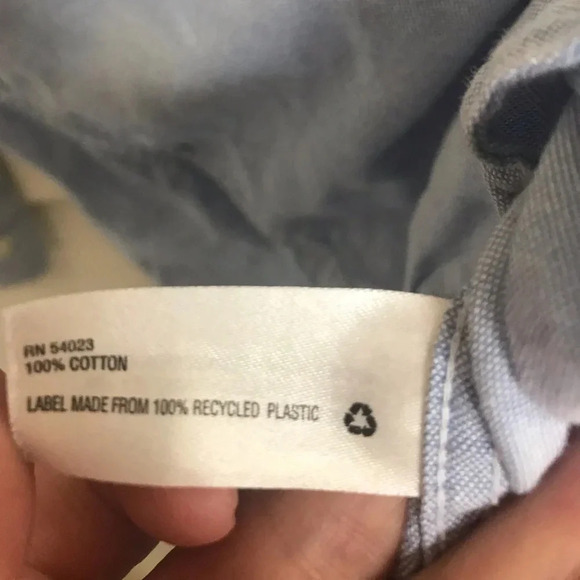 RN 54023
100% COTTON
LABEL MADE FROM 100% RECYCLED PLASTIC